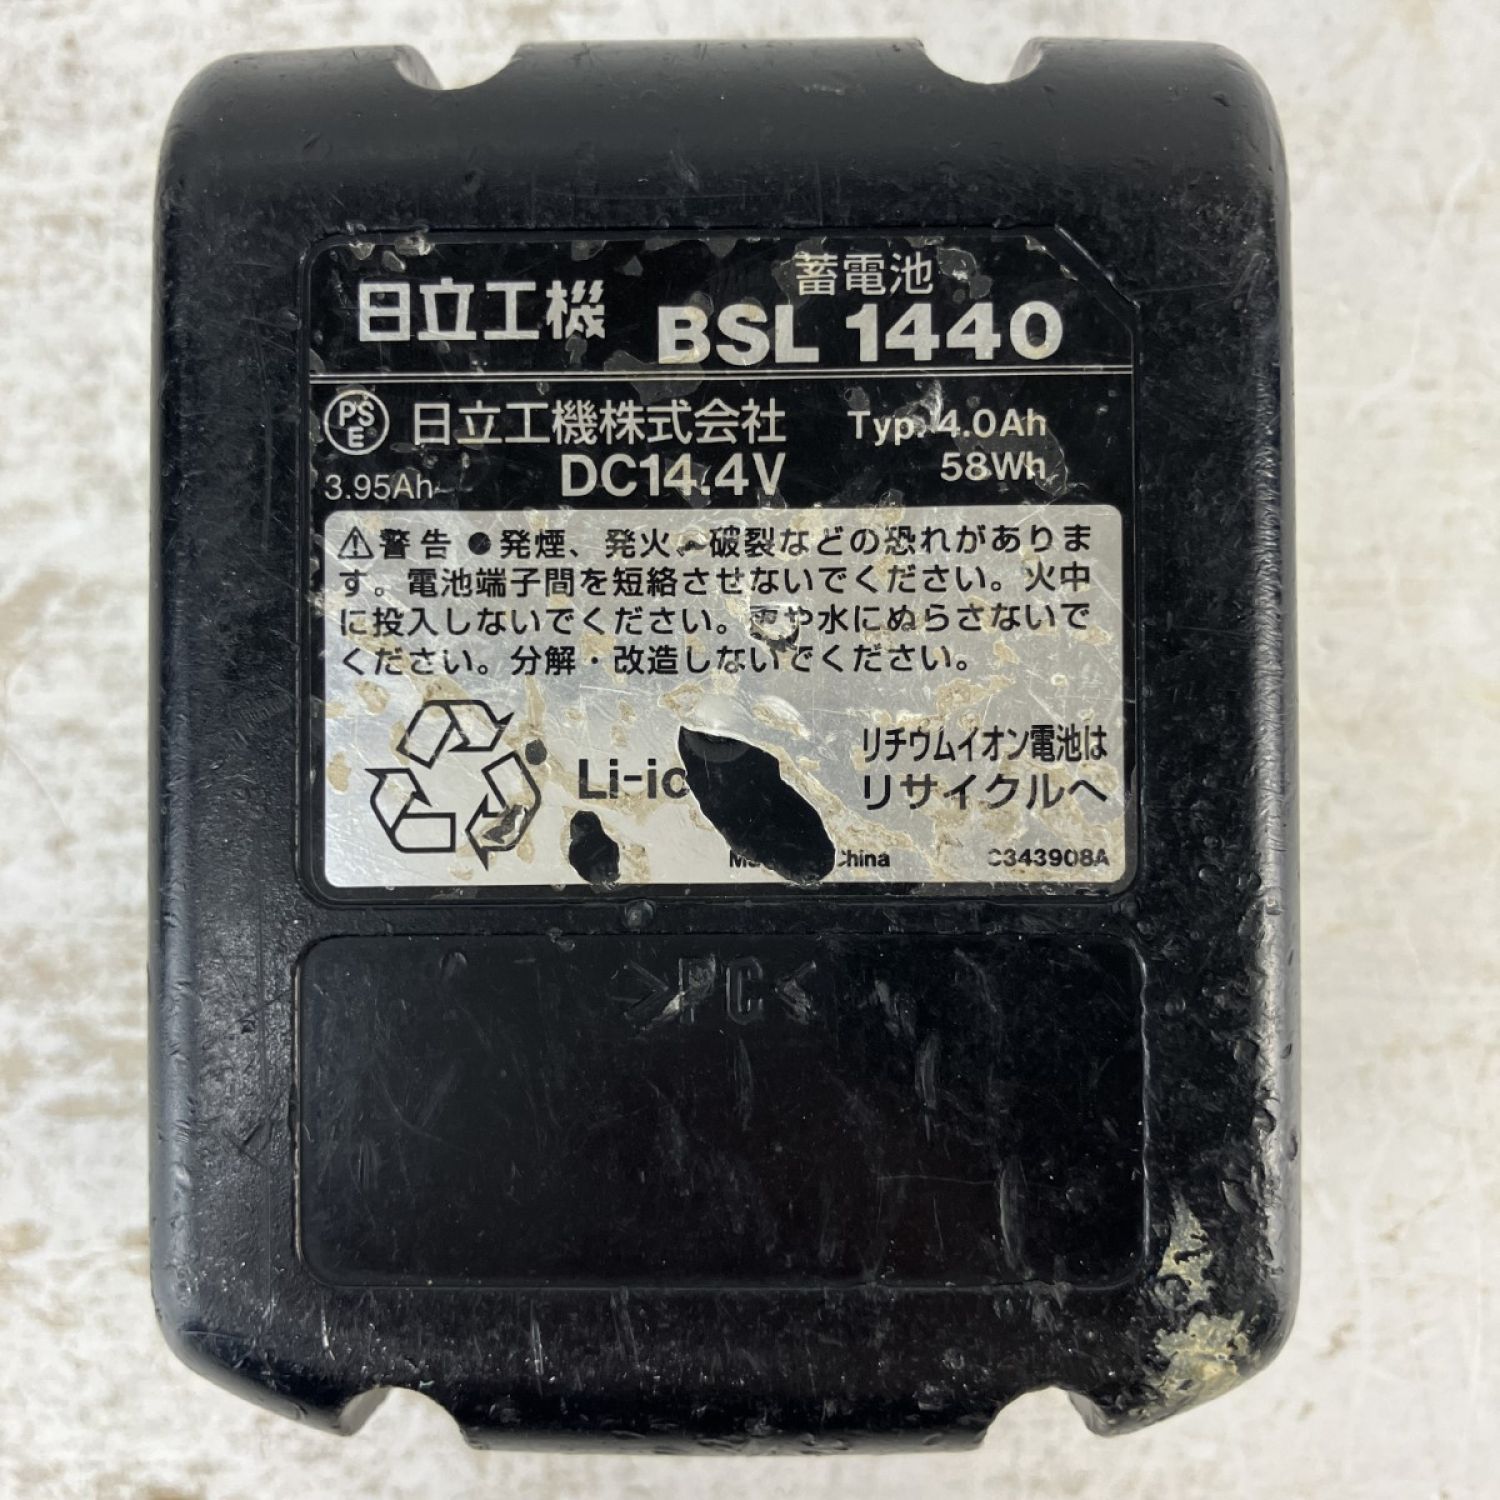 蓄電池
日立工機 BSL 1440
PSE 日立工機株式会社 Typ. 4.0Ah
3.95Ah DC14.4V 58Wh
⚠警告 ●発煙、発火、破裂などの恐れがありま
す。電池端子間を短絡させないでください。火中
に投入しないでください。雨や水にぬらさないで
ください。分解・改造しないでください。
リチウムイオン電池は
Li-io リサイクルへ
China C343908A
>PC<